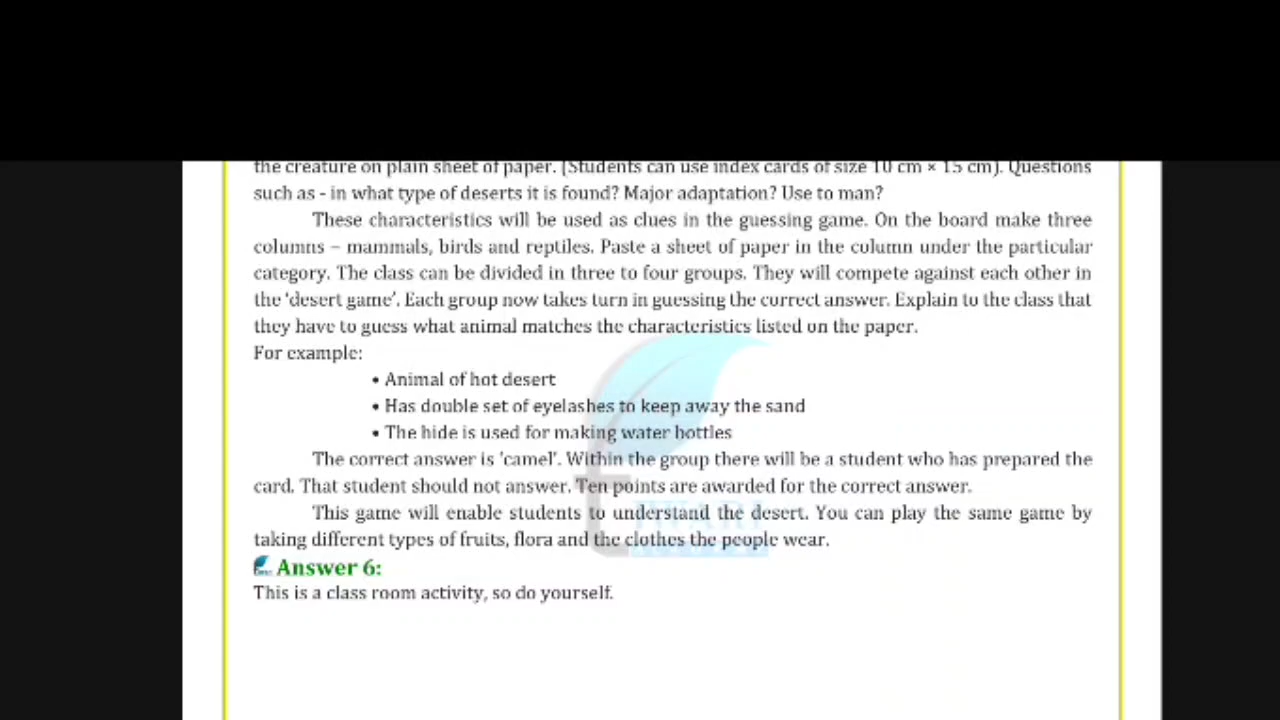 the creature on plain sheet of paper. (Students can use index cards of size 10 cm × 15 cm). Questions
such as - in what type of deserts it is found? Major adaptation? Use to man?
These characteristics will be used as clues in the guessing game. On the board make three
columns – mammals, birds and reptiles. Paste a sheet of paper in the column under the particular
category. The class can be divided in three to four groups. They will compete against each other in
the ‘desert game’. Each group now takes turn in guessing the correct answer. Explain to the class that
they have to guess what animal matches the characteristics listed on the paper.
For example:
• Animal of hot desert
• Has double set of eyelashes to keep away the sand
• The hide is used for making water bottles
The correct answer is ‘camel’. Within the group there will be a student who has prepared the
card. That student should not answer. Ten points are awarded for the correct answer.
This game will enable students to understand the desert. You can play the same game by
taking different types of fruits, flora and the clothes the people wear.
Answer 6:
This is a class room activity, so do yourself.